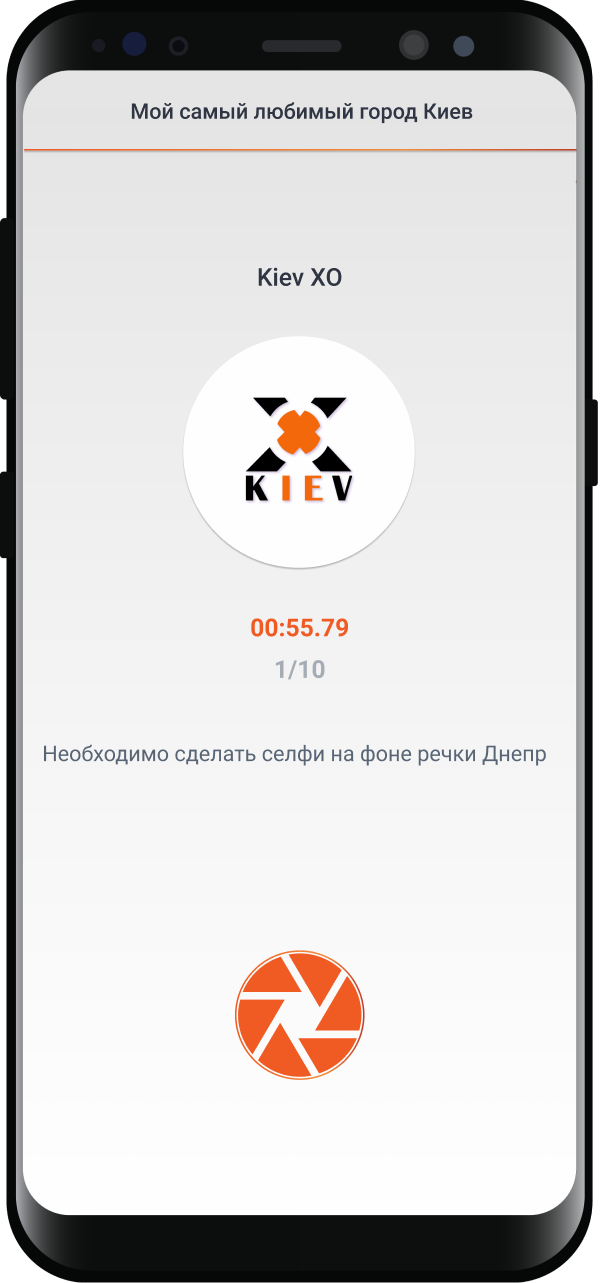 Мой самый любимый город Киев
Kiev XO
KIEV
00:55.79
1/10
Необходимо сделать селфи на фоне речки Днепр